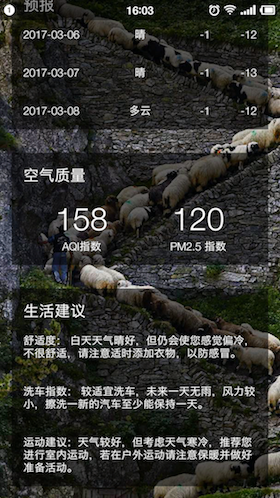 16:03
预报
2017-03-06 晴 -1 -12
2017-03-07 晴 -1 -13
2017-03-08 多云 -1 -12
空气质量
158 120
AQI指数 PM2.5 指数
生活建议
舒适度： 白天天气晴好，但仍会使您感觉偏冷，
不很舒适，请注意适时添加衣物，以防感冒。
洗车指数： 较适宜洗车，未来一天无雨，风力较
小，擦洗一新的汽车至少能保持一天。
运动建议：天气较好，但考虑天气寒冷，推荐您
进行室内运动，若在户外运动请注意保暖并做好
准备活动。